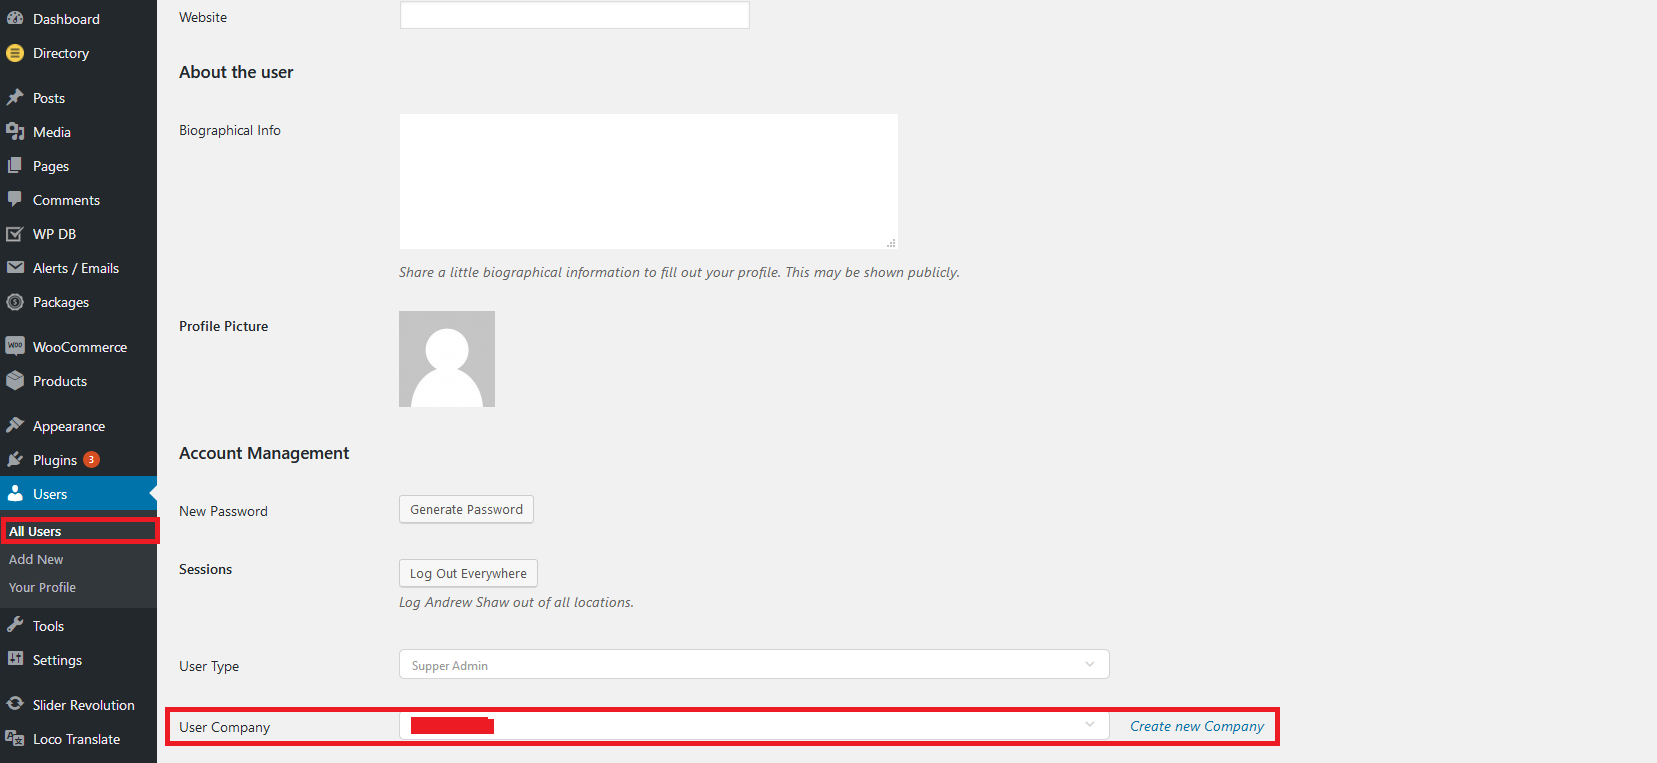 Dashboard
Directory
Posts
Media
Pages
Comments
WP DB
Alerts / Emails
Packages
Woo WooCommerce
Products
Appearance
Plugins 3
Users
All Users
Add New
Your Profile
Tools
Settings
Slider Revolution
Loco Translate
Website
About the user
Biographical Info
Share a little biographical information to fill out your profile. This may be shown publicly.
Profile Picture
Account Management
New Password Generate Password
Sessions Log Out Everywhere
Log Andrew Shaw out of all locations.
User Type Supper Admin
User Company Create new Company